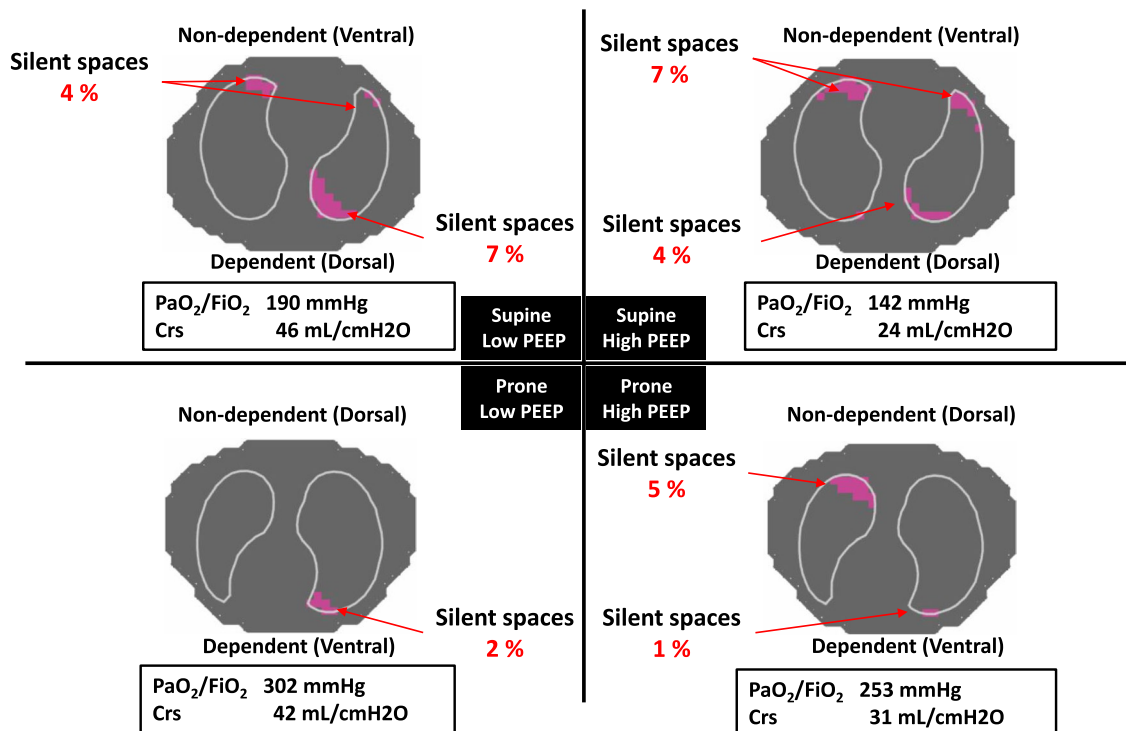 Non-dependent (Ventral)
Silent spaces
4 %
Silent spaces
7 %
Dependent (Dorsal)
PaO₂/FiO₂ 190 mmHg
Crs 46 mL/cmH2O
Supine
Low PEEP
Non-dependent (Ventral)
Silent spaces
7 %
Silent spaces
4 %
Dependent (Dorsal)
PaO₂/FiO₂ 142 mmHg
Crs 24 mL/cmH2O
Supine
High PEEP
Prone
Low PEEP
Non-dependent (Dorsal)
Silent spaces
2 %
Dependent (Ventral)
PaO₂/FiO₂ 302 mmHg
Crs 42 mL/cmH2O
Prone
High PEEP
Non-dependent (Dorsal)
Silent spaces
5 %
Silent spaces
1 %
Dependent (Ventral)
PaO₂/FiO₂ 253 mmHg
Crs 31 mL/cmH2O